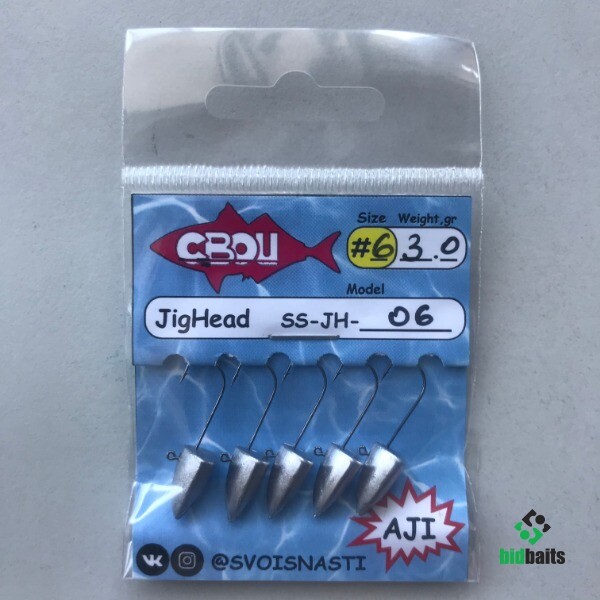 Size Weight,gr
СВОИ #6 3.0
Model
JigHead SS-JH- 06
AJI
@SVOISNASTI
bidbaits